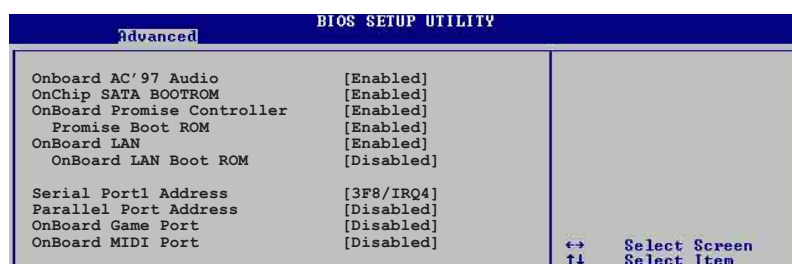 BIOS SETUP UTILITY
Advanced
Onboard AC'97 Audio [Enabled]
OnChip SATA BOOTROM [Enabled]
OnBoard Promise Controller [Enabled]
Promise Boot ROM [Enabled]
OnBoard LAN [Enabled]
OnBoard LAN Boot ROM [Disabled]
Serial Port1 Address [3F8/IRQ4]
Parallel Port Address [Disabled]
OnBoard Game Port [Disabled]
OnBoard MIDI Port [Disabled]
↔ Select Screen
↑↓ Select Item